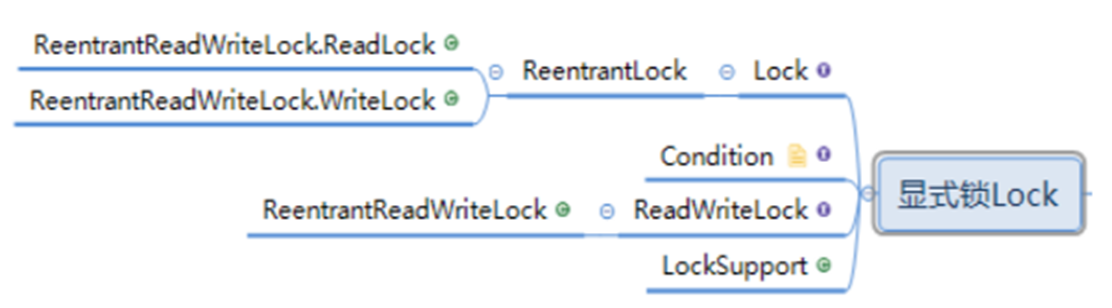 ReentrantReadWriteLock.ReadLock
ReentrantReadWriteLock.WriteLock
ReentrantLock
Lock
Condition
ReentrantReadWriteLock
ReadWriteLock
LockSupport
显式锁Lock